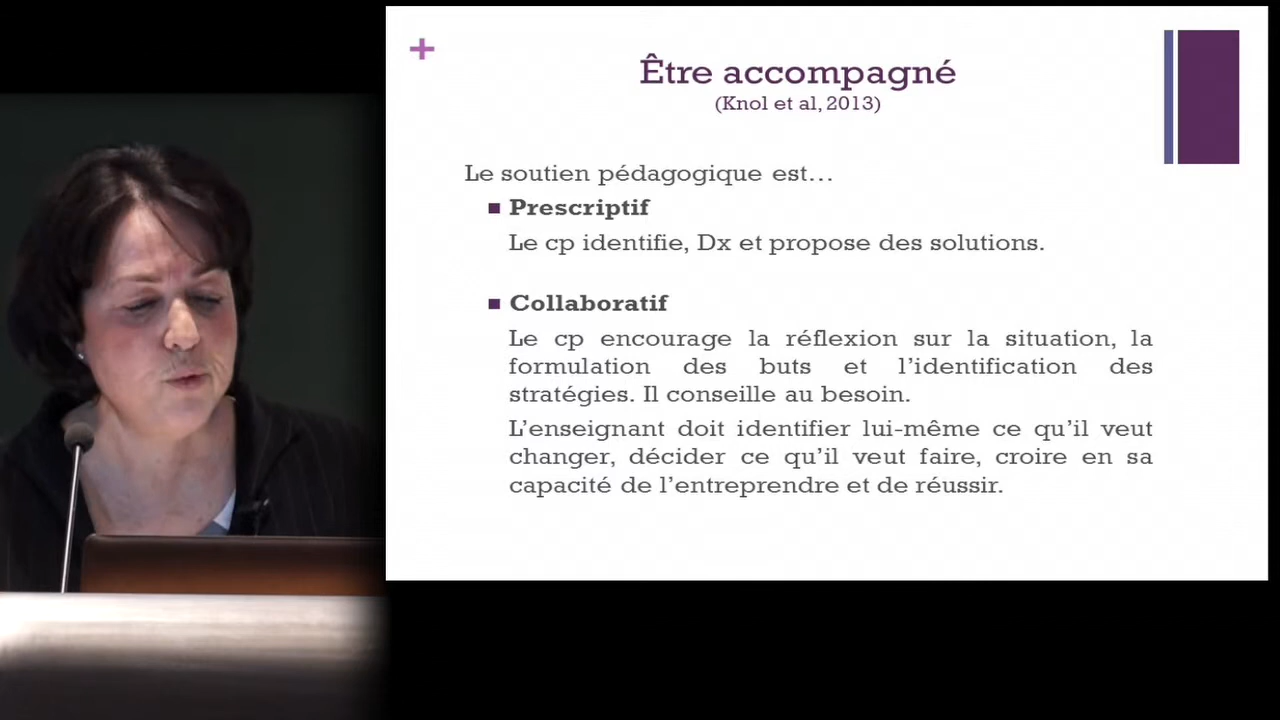 +
Être accompagné
(Knol et al, 2013)
Le soutien pédagogique est…
Prescriptif
Le cp identifie, Dx et propose des solutions.
Collaboratif
Le cp encourage la réflexion sur la situation, la
formulation des buts et l’identification des
stratégies. Il conseille au besoin.
L’enseignant doit identifier lui-même ce qu’il veut
changer, décider ce qu’il veut faire, croire en sa
capacité de l’entreprendre et de réussir.